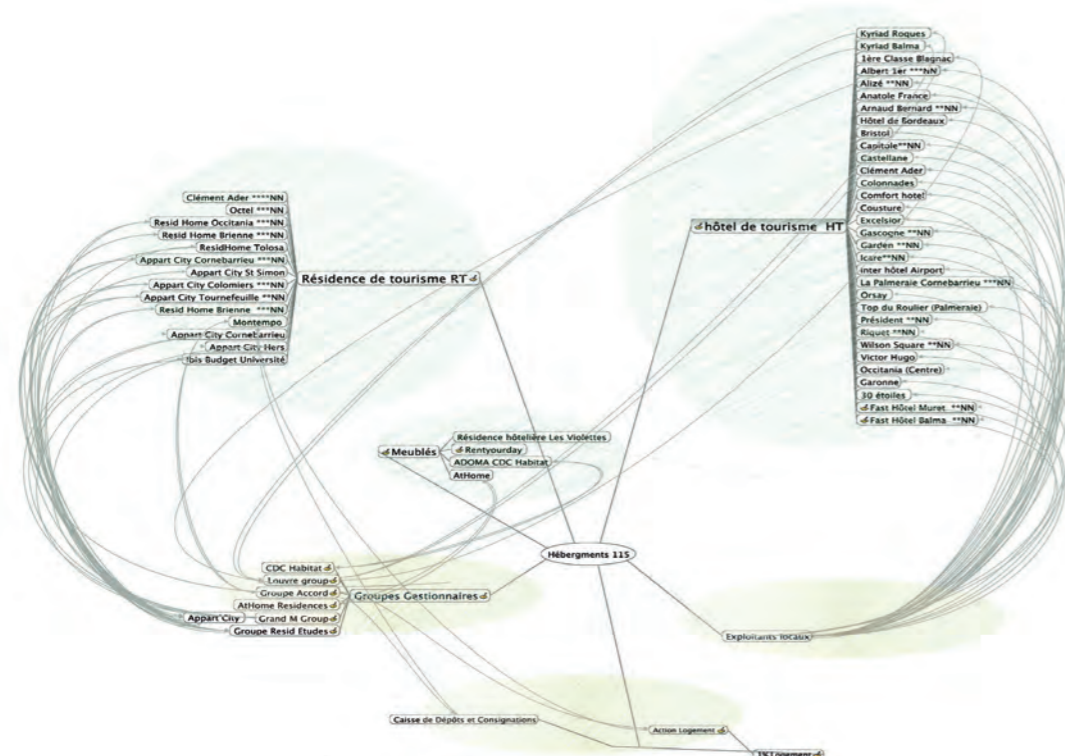 Kyriad Roques
Kyriad Balma
1ère Classe Blagnac
Albert 1er ***NN
Alizé **NN
Anatole France
Arnaud Bernard **NN
Hôtel de Bordeaux
Bristol
Capitole**NN
Castellane
Clément Ader
Colonnades
Comfort hotel
Cousture
Excelsior
Gascogne **NN
Garden **NN
Icare**NN
inter hôtel Airport
La Palmeraie Cornebarrieu ***NN
Orsay
Top du Roulier (Palmeraie)
Président **NN
Riquet **NN
Wilson Square **NN
Victor Hugo
Occitania (Centre)
Garonne
30 étoiles
Fast Hôtel Muret **NN
Fast Hôtel Balma **NN
hôtel de tourisme HT
Clément Ader ****NN
Octel ***NN
Resid Home Occitania ***NN
Resid Home Brienne ***NN
ResidHome Tolosa
Appart City Cornebarrieu ***NN
Appart City St Simon
Appart City Colomiers ***NN
Appart City Tournefeuille **NN
Resid Home Brienne ***NN
Montempo
Appart City Cornebarrieu
Appart City Hers
Ibis Budget Université
Résidence de tourisme RT
Meublés
Résidence hôtelière Les Violettes
Rentyourday
ADOMA CDC Habitat
AtHome
Hébergments 115
CDC Habitat
Louvre group
Groupe Accord
AtHome Residences
Appart'City
Grand M Group
Groupe Resid Etudes
Groupes Gestionnaires
Exploitants locaux
Caisse de Dépôts et Consignations
Action Logement
1%Logement